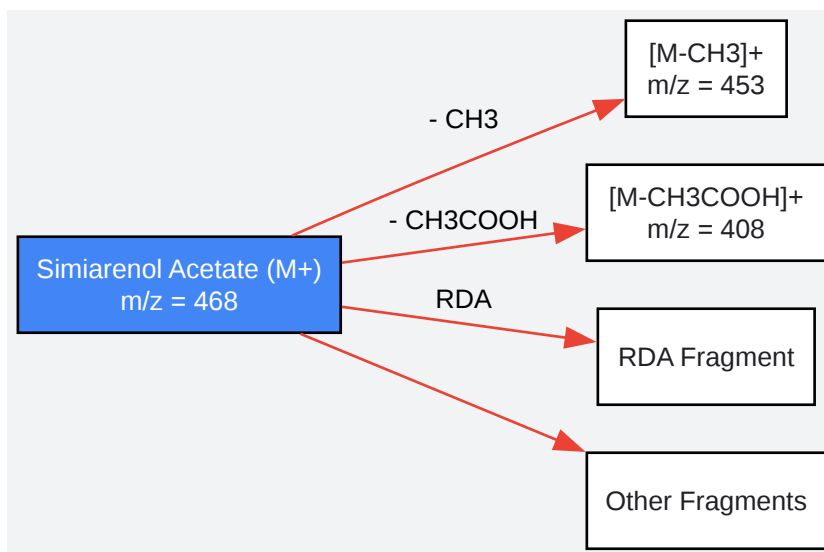 [M-CH3]+
m/z = 453
- CH3
[M-CH3COOH]+
m/z = 408
- CH3COOH
Simiarenol Acetate (M+)
m/z = 468
RDA
RDA Fragment
Other Fragments